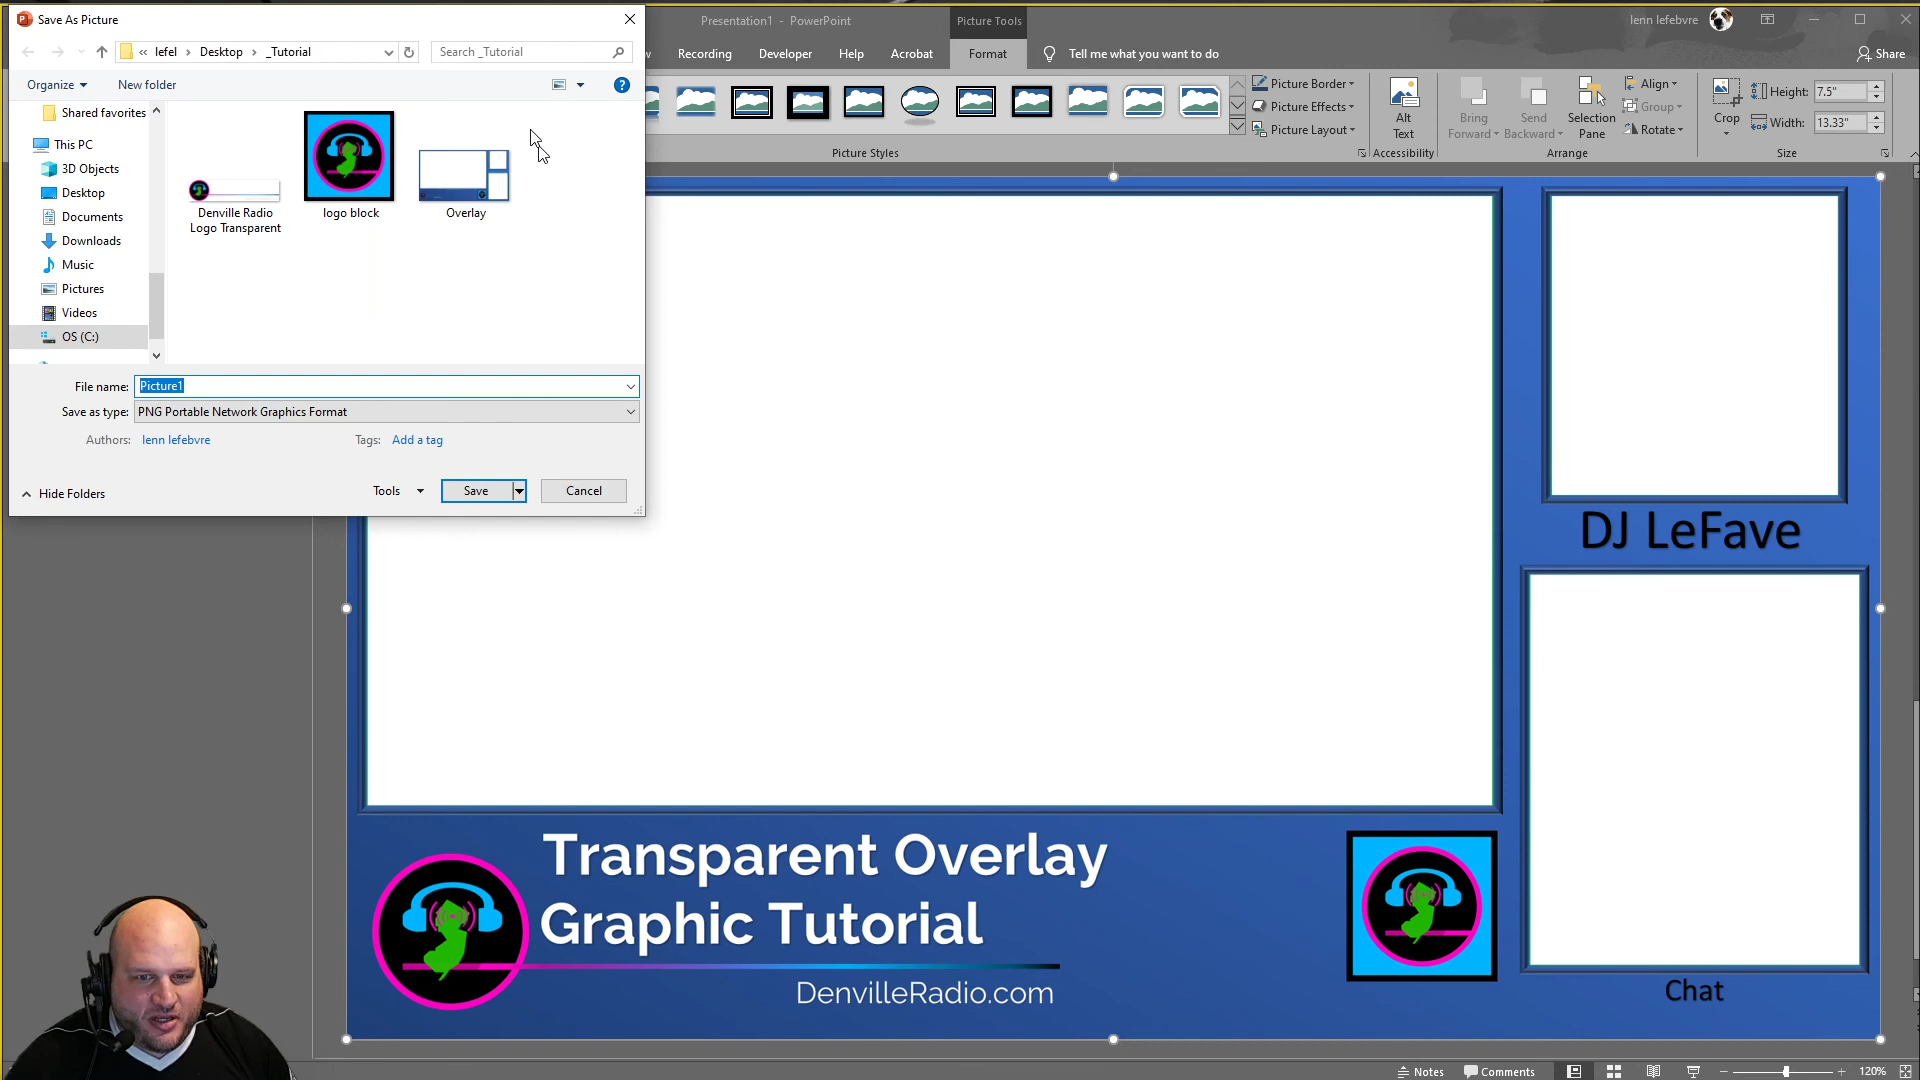 Save As Picture
Presentation1 - PowerPoint
Picture Tools
lenn lefebvre
« lefel > Desktop > _Tutorial
Search _Tutorial
Recording
Developer
Help
Acrobat
Format
Tell me what you want to do
Share
Organize
New folder
Shared favorites
This PC
3D Objects
Desktop
Documents
Downloads
Music
Pictures
Videos
OS (C:)
Denville Radio
Logo Transparent
logo block
Overlay
File name: Picture1
Save as type: PNG Portable Network Graphics Format
Authors: lenn lefebvre
Tags: Add a tag
Hide Folders
Tools
Save
Cancel
Picture Border
Picture Effects
Picture Layout
Picture Styles
Alt
Text
Accessibility
Bring
Forward
Send
Backward
Selection
Pane
Align
Group
Rotate
Arrange
Crop
Height: 7.5"
Width: 13.33"
Size
DJ LeFave
Transparent Overlay
Graphic Tutorial
DenvilleRadio.com
Chat
Notes
Comments
120%